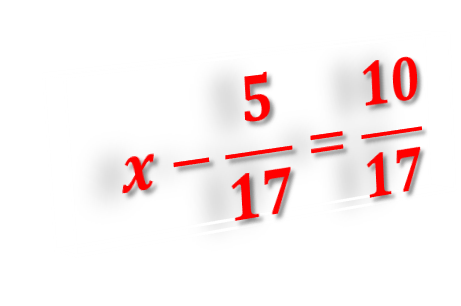 x − 5/17 = 10/17